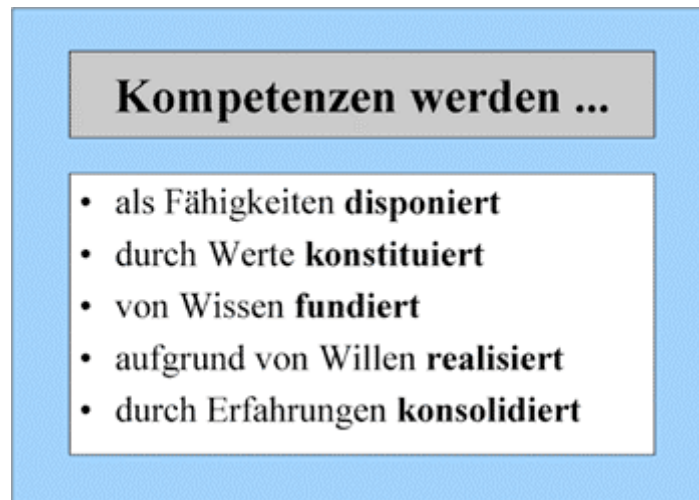 Kompetenzen werden ...
• als Fähigkeiten disponiert
• durch Werte konstituiert
• von Wissen fundiert
• aufgrund von Willen realisiert
• durch Erfahrungen konsolidiert